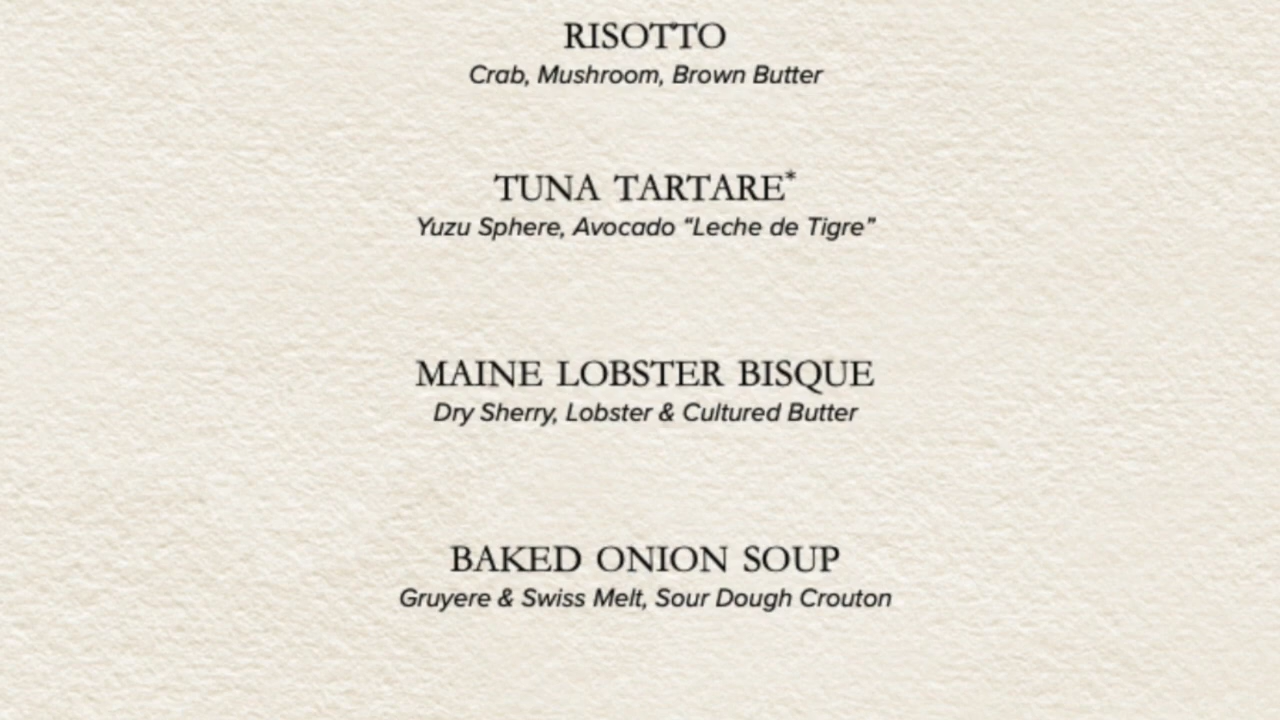 RISOTTO
Crab, Mushroom, Brown Butter
TUNA TARTARE*
Yuzu Sphere, Avocado “Leche de Tigre”
MAINE LOBSTER BISQUE
Dry Sherry, Lobster & Cultured Butter
BAKED ONION SOUP
Gruyere & Swiss Melt, Sour Dough Crouton